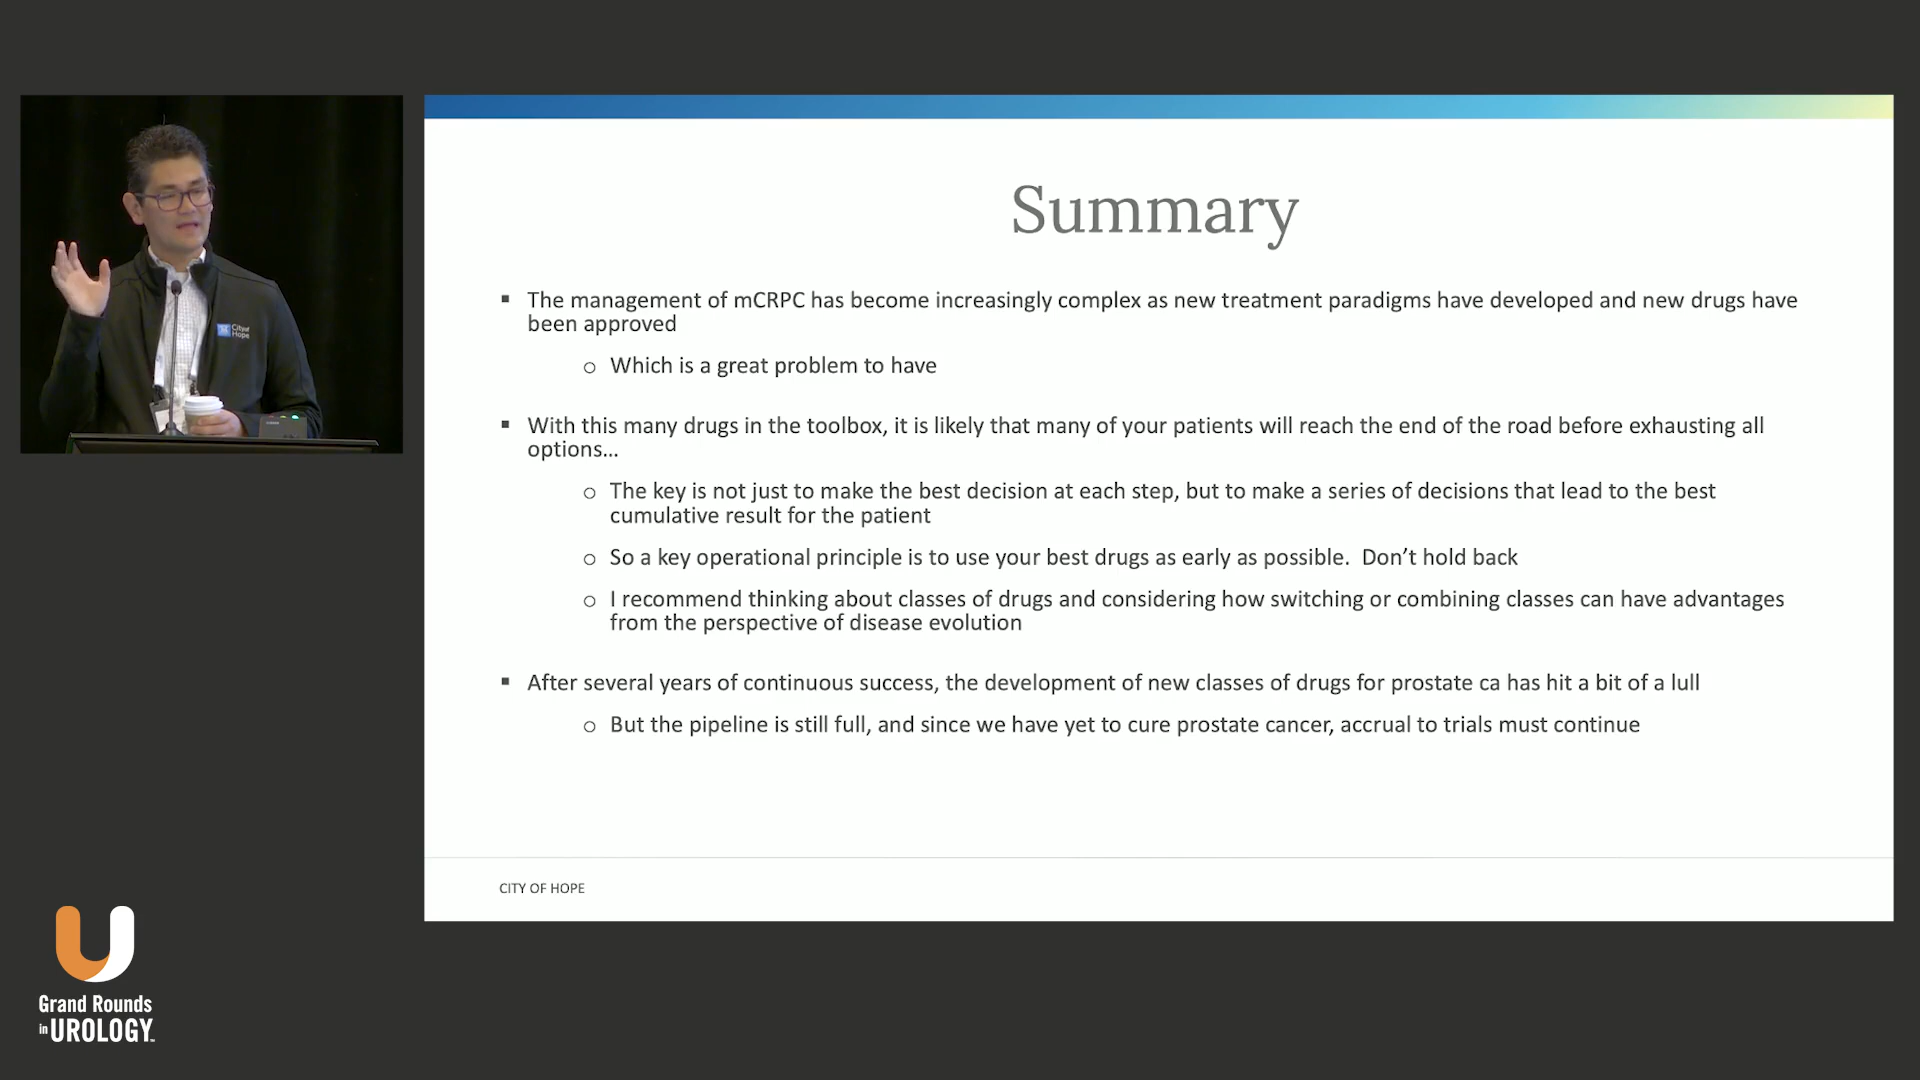 Summary
▪ The management of mCRPC has become increasingly complex as new treatment paradigms have developed and new drugs have
been approved
o Which is a great problem to have
▪ With this many drugs in the toolbox, it is likely that many of your patients will reach the end of the road before exhausting all
options…
o The key is not just to make the best decision at each step, but to make a series of decisions that lead to the best
cumulative result for the patient
o So a key operational principle is to use your best drugs as early as possible.  Don’t hold back
o I recommend thinking about classes of drugs and considering how switching or combining classes can have advantages
from the perspective of disease evolution
▪ After several years of continuous success, the development of new classes of drugs for prostate ca has hit a bit of a lull
o But the pipeline is still full, and since we have yet to cure prostate cancer, accrual to trials must continue
CITY OF HOPE
City of
Hope
Grand Rounds
in UROLOGY™